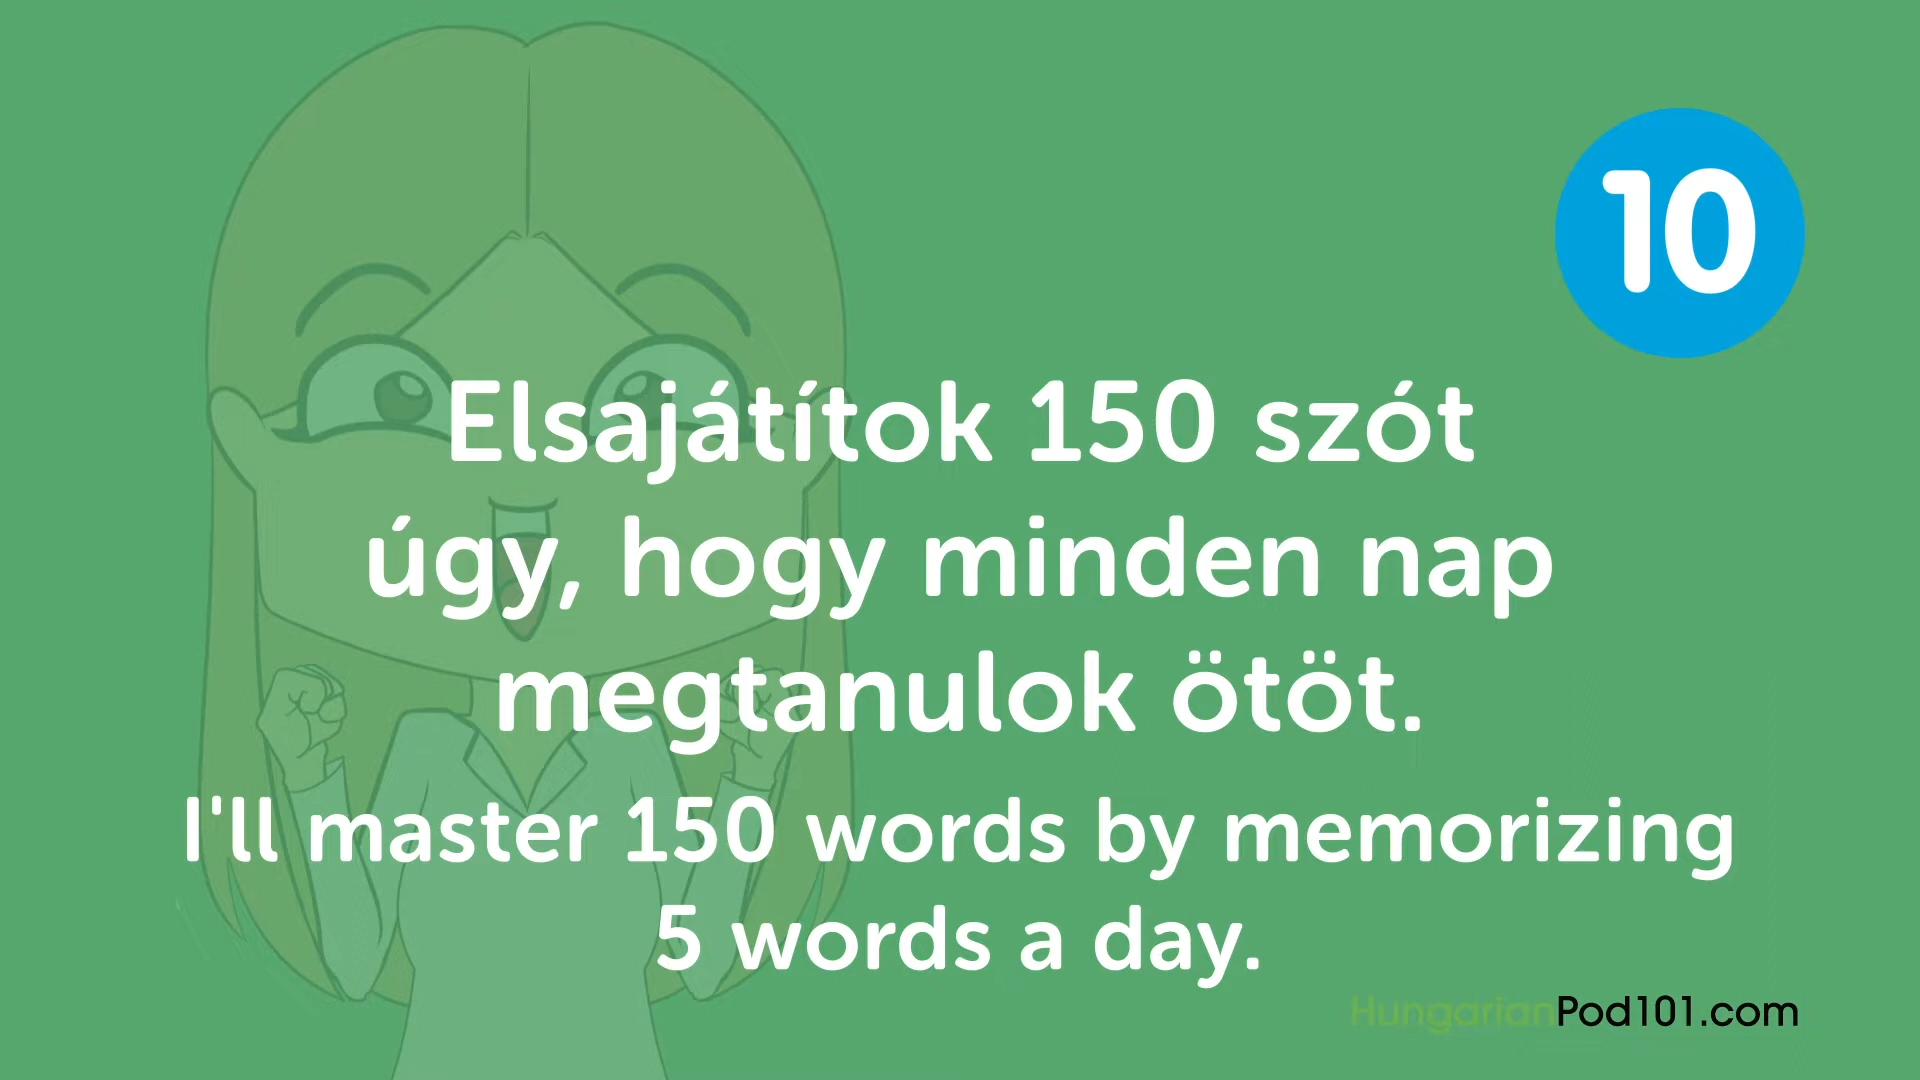 10
Elsajátítok 150 szót
úgy, hogy minden nap
megtanulok ötöt.
I'll master 150 words by memorizing
5 words a day.
HungarianPod101.com